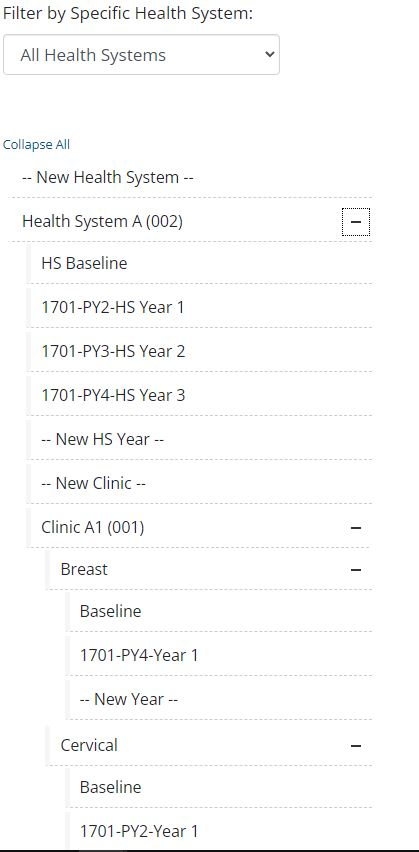 Filter by Specific Health System:
All Health Systems
Collapse All
-- New Health System --
Health System A (002)
HS Baseline
1701-PY2-HS Year 1
1701-PY3-HS Year 2
1701-PY4-HS Year 3
-- New HS Year --
-- New Clinic --
Clinic A1 (001)
Breast
Baseline
1701-PY4-Year 1
-- New Year --
Cervical
Baseline
1701-PY2-Year 1